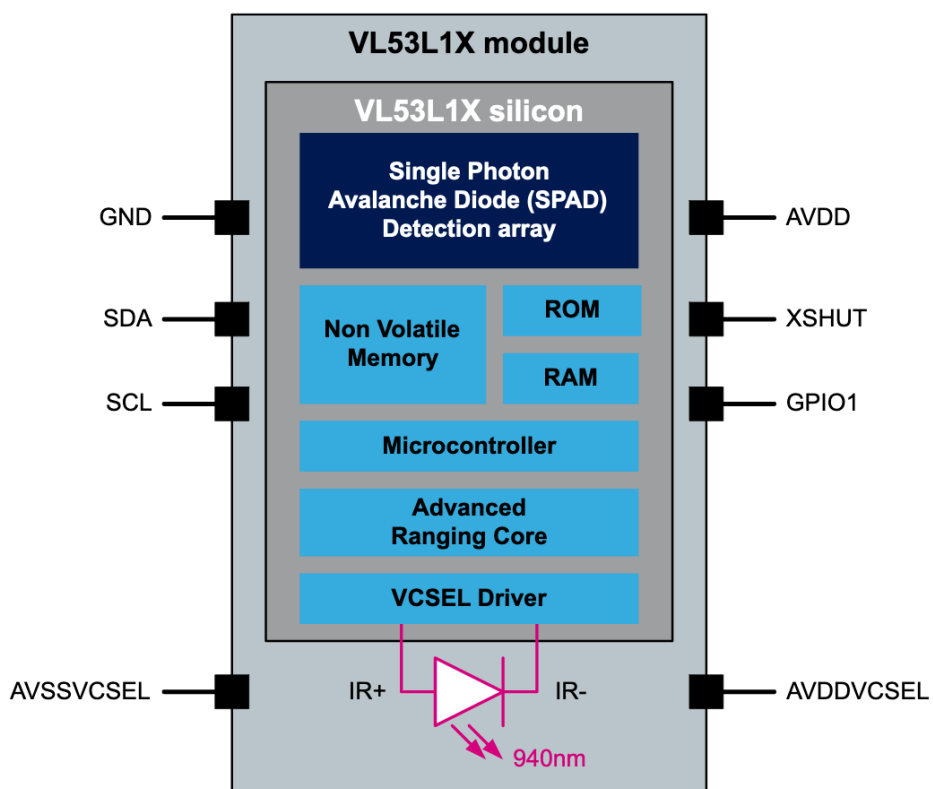 VL53L1X module
VL53L1X silicon
Single Photon
Avalanche Diode (SPAD)
Detection array
GND
AVDD
SDA
Non Volatile
Memory
ROM
XSHUT
RAM
SCL
GPIO1
Microcontroller
Advanced
Ranging Core
VCSEL Driver
AVSSVCSEL
IR+
IR-
AVDDVCSEL
940nm